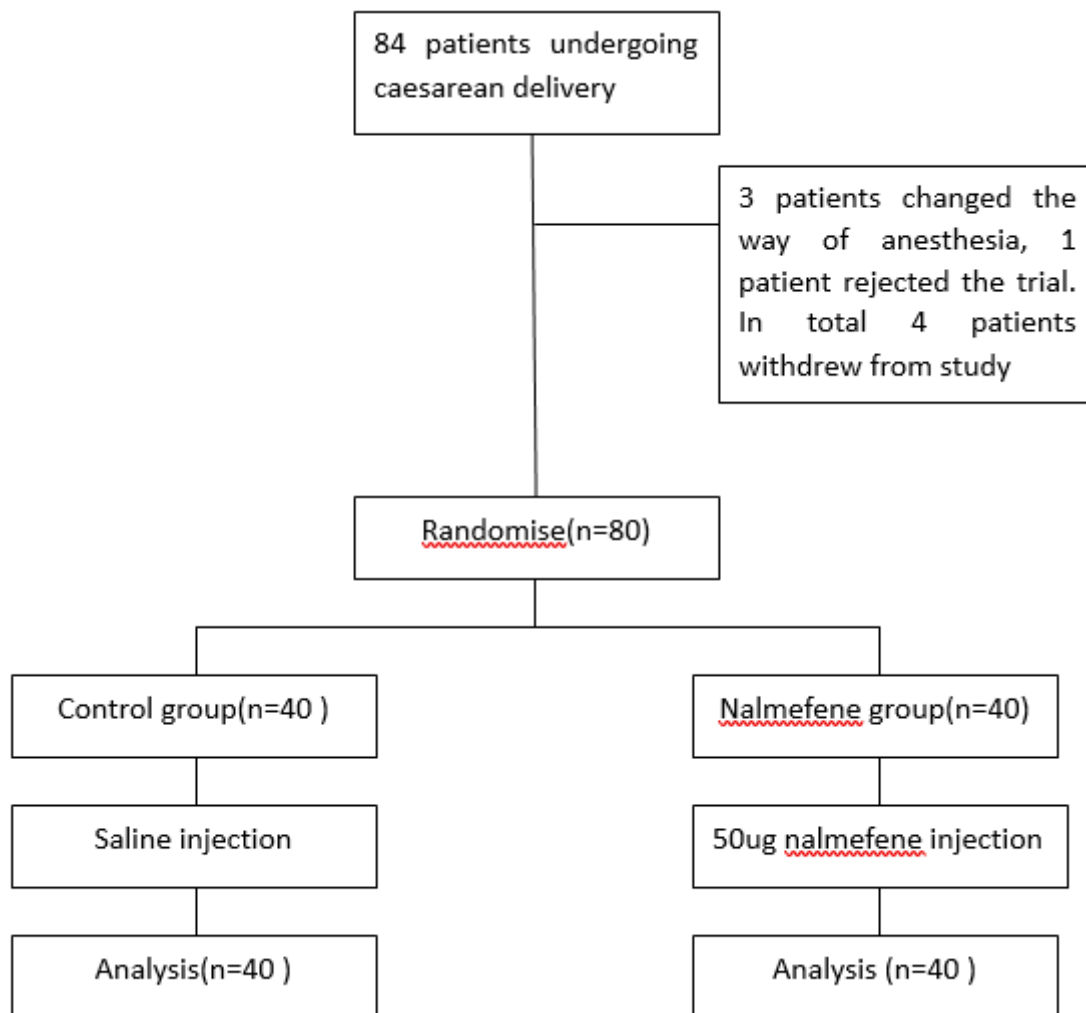 84 patients undergoing
caesarean delivery
3 patients changed the
way of anesthesia, 1
patient rejected the trial.
In total 4 patients
withdrew from study
Randomise(n=80)
Control group(n=40 )
Nalmefene group(n=40)
Saline injection
50ug nalmefene injection
Analysis(n=40 )
Analysis (n=40 )